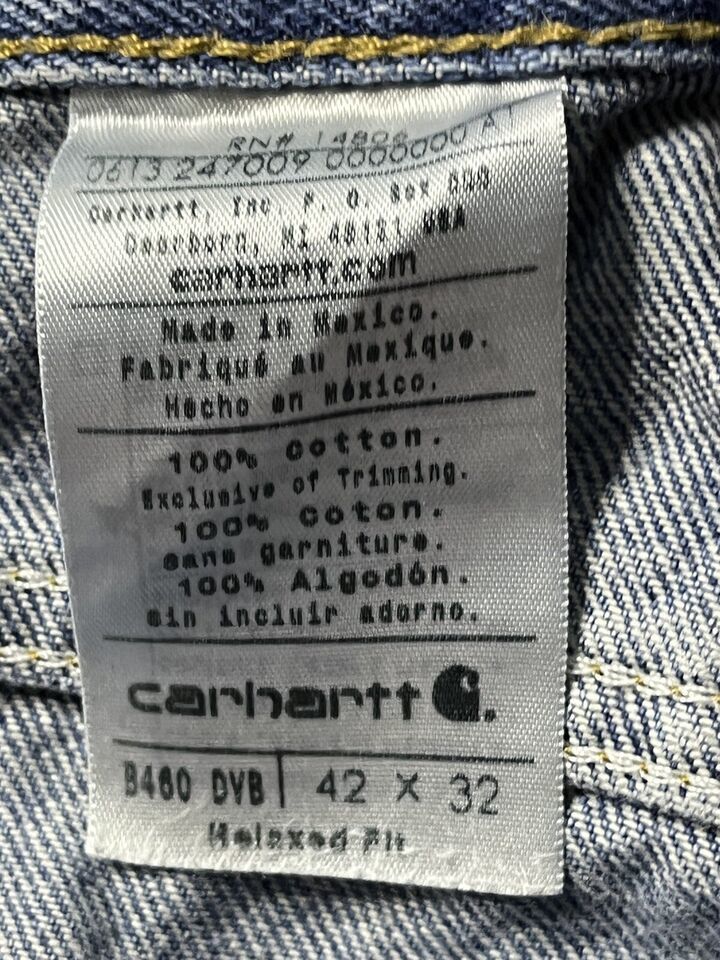 RN# 14806
0613 247009 0000000 A 1
Carhartt, Inc P. O. Box 600
Dearborn, MI 48121 USA
carhartt.com
Made in Mexico.
Fabriqué au Mexique.
Hecho en México.
100% cotton.
Exclusive of Trimming.
100% coton.
sans garniture.
100% Algodón.
sin incluir adorno.
carhartt
B460 DVB 42 X 32
Relaxed Fit